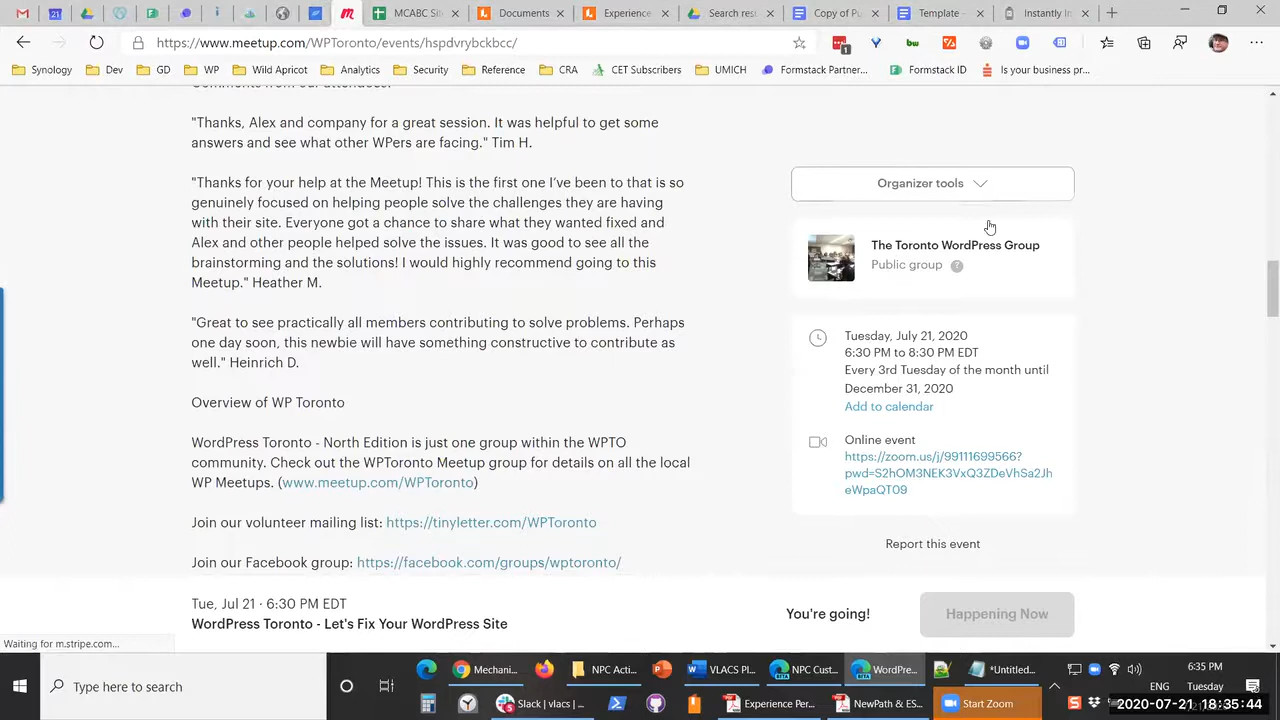 MCABC Sit
Documents
Experience
Search rest
Copy of Pu
Template -
Instantly In
https://www.meetup.com/WPToronto/events/hspdvrybckbcc/
1
Synology
Dev
GD
WP
Wild Apricot
Analytics
Security
Reference
CRA
CET Subscribers
UMICH
Formstack Partner...
Formstack ID
Is your business pr...
Comments from our attendees:
"Thanks, Alex and company for a great session. It was helpful to get some
answers and see what other WPers are facing." Tim H.
"Thanks for your help at the Meetup! This is the first one I've been to that is so
genuinely focused on helping people solve the challenges they are having
with their site. Everyone got a chance to share what they wanted fixed and
Alex and other people helped solve the issues. It was good to see all the
brainstorming and the solutions! I would highly recommend going to this
Meetup." Heather M.
"Great to see practically all members contributing to solve problems. Perhaps
one day soon, this newbie will have something constructive to contribute as
well." Heinrich D.
Overview of WP Toronto
WordPress Toronto - North Edition is just one group within the WPTO
community. Check out the WPToronto Meetup group for details on all the local
WP Meetups. (www.meetup.com/WPToronto)
Join our volunteer mailing list: https://tinyletter.com/WPToronto
Join our Facebook group: https://facebook.com/groups/wptoronto/
Organizer tools
The Toronto WordPress Group
Public group ?
Tuesday, July 21, 2020
6:30 PM to 8:30 PM EDT
Every 3rd Tuesday of the month until
December 31, 2020
Add to calendar
Online event
https://zoom.us/j/99111699566?
pwd=S2hOM3NEK3VxQ3ZDeVhSa2Jh
eWpaQT09
Report this event
Tue, Jul 21 · 6:30 PM EDT
WordPress Toronto - Let's Fix Your WordPress Site
You're going!
Happening Now
Waiting for m.stripe.com...
Type here to search
Mechani...
NPC Acti...
VLACS Pl...
NPC Cust...
WordPre...
*Untitled...
Slack | vlacs | ...
Experience Per...
NewPath & ES...
Start Zoom
ENG
6:35 PM
Tuesday
2020-07-21 18:35:44